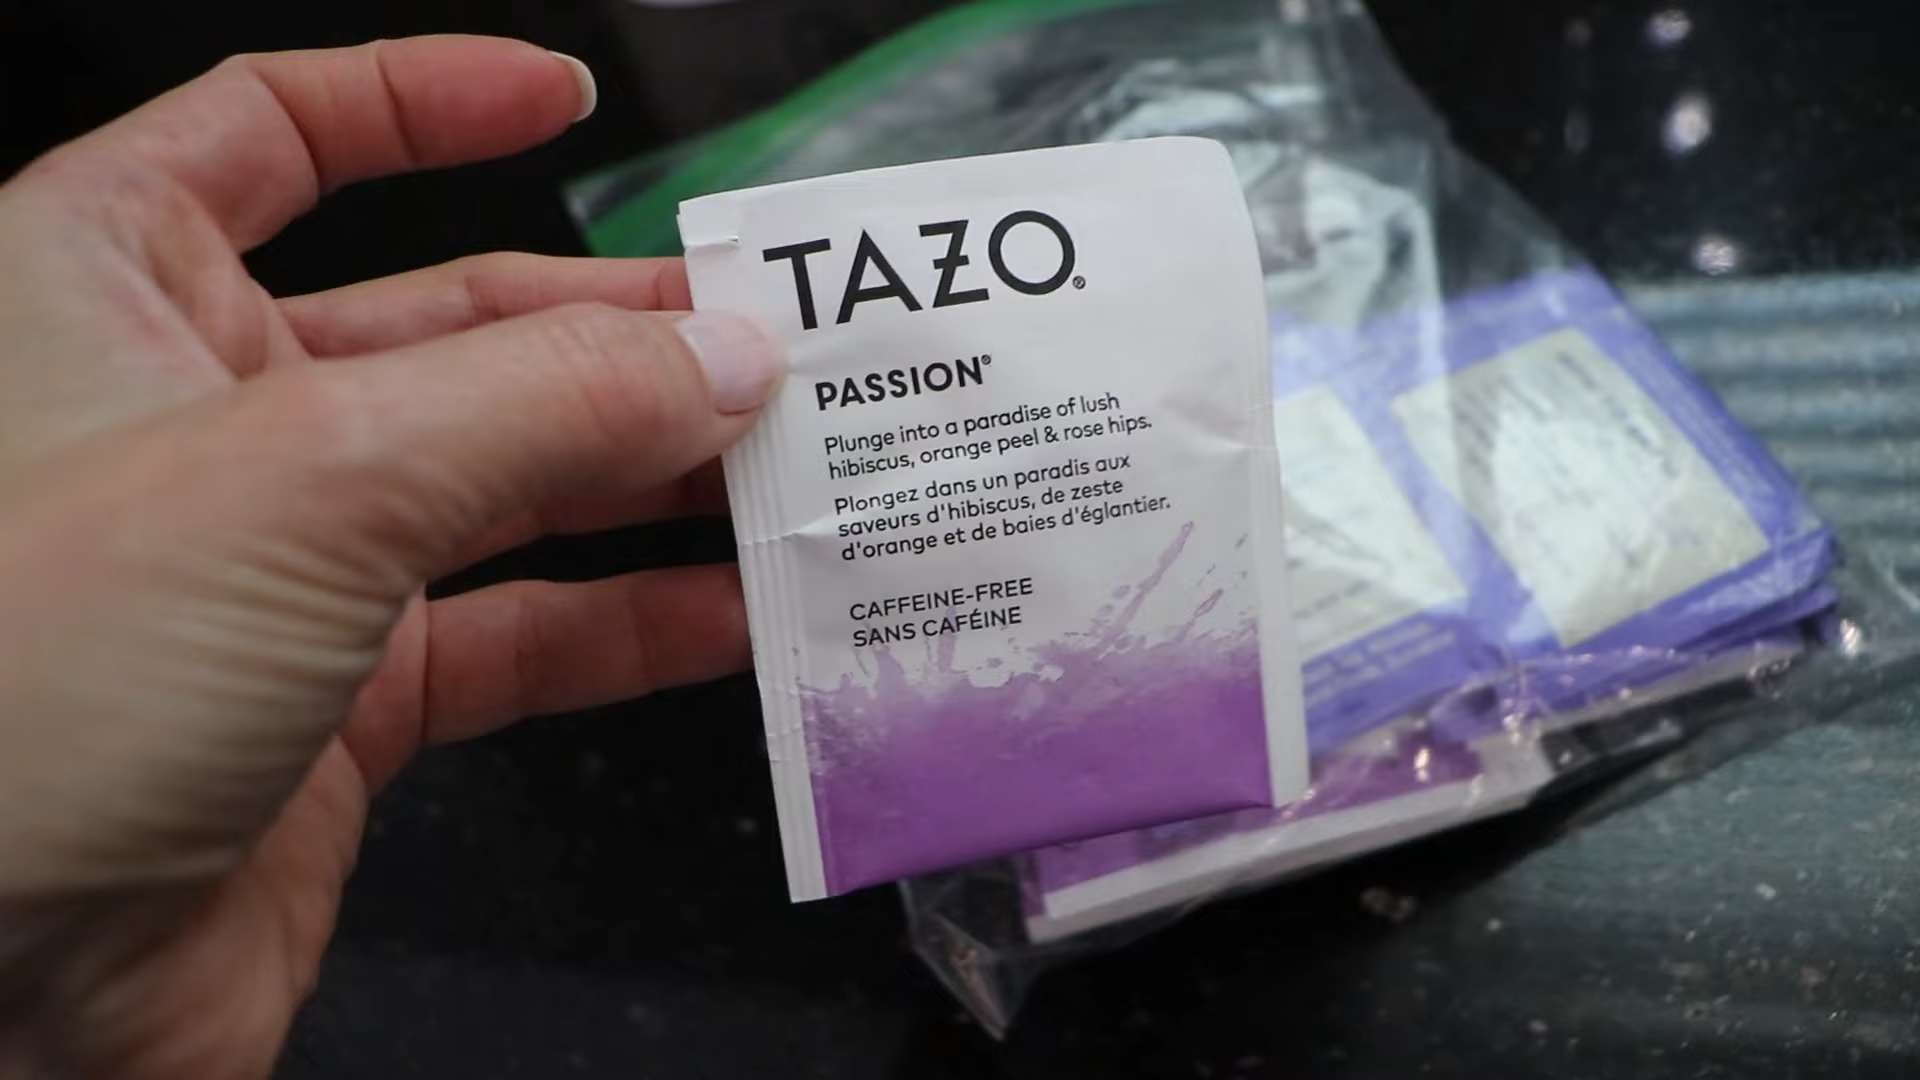 TAZO®
PASSION®
Plunge into a paradise of lush
hibiscus, orange peel & rose hips.
Plongez dans un paradis aux
saveurs d'hibiscus, de zeste
d'orange et de baies d'églantier.
CAFFEINE-FREE
SANS CAFÉINE